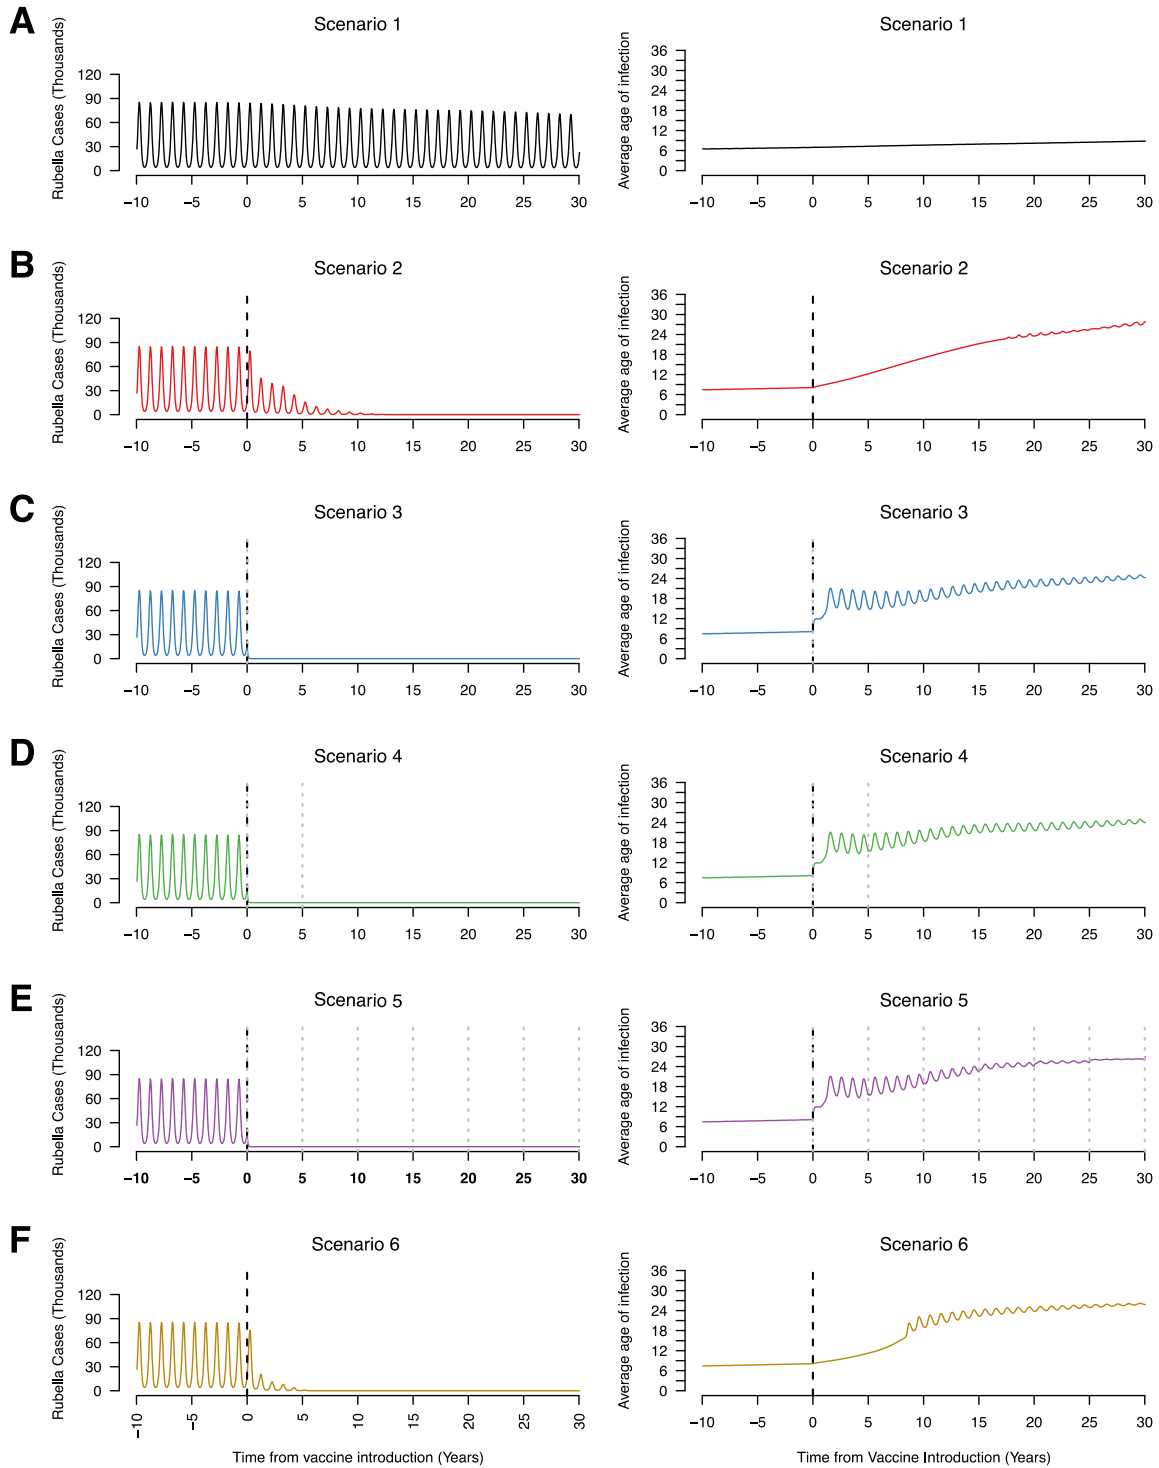 A
Scenario 1
Scenario 1
Rubella Cases (Thousands)
120
90
60
30
0
−10 −5 0 5 10 15 20 25 30
Average age of infection
36
30
24
18
12
6
0
−10 −5 0 5 10 15 20 25 30
B
Scenario 2
Scenario 2
Rubella Cases (Thousands)
120
90
60
30
0
−10 −5 0 5 10 15 20 25 30
Average age of infection
36
30
24
18
12
6
0
−10 −5 0 5 10 15 20 25 30
C
Scenario 3
Scenario 3
Rubella Cases (Thousands)
120
90
60
30
0
−10 −5 0 5 10 15 20 25 30
Average age of infection
36
30
24
18
12
6
0
−10 −5 0 5 10 15 20 25 30
D
Scenario 4
Scenario 4
Rubella Cases (Thousands)
120
90
60
30
0
−10 −5 0 5 10 15 20 25 30
Average age of infection
36
30
24
18
12
6
0
−10 −5 0 5 10 15 20 25 30
E
Scenario 5
Scenario 5
Rubella Cases (Thousands)
120
90
60
30
0
−10 −5 0 5 10 15 20 25 30
Average age of infection
36
30
24
18
12
6
0
−10 −5 0 5 10 15 20 25 30
F
Scenario 6
Scenario 6
Rubella Cases (Thousands)
120
90
60
30
0
−10 −5 0 5 10 15 20 25 30
Time from vaccine introduction (Years)
Average age of infection
36
30
24
18
12
6
0
−10 −5 0 5 10 15 20 25 30
Time from Vaccine Introduction (Years)